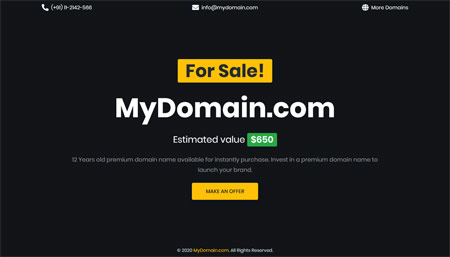 (+91) 11-2142-566 info@mydomain.com More Domains
For Sale!
MyDomain.com
Estimated value $650
12 Years old premium domain name available for instantly purchase. Invest in a premium domain name to
launch your brand.
MAKE AN OFFER
© 2020 MyDomain.com. All Rights Reserved.